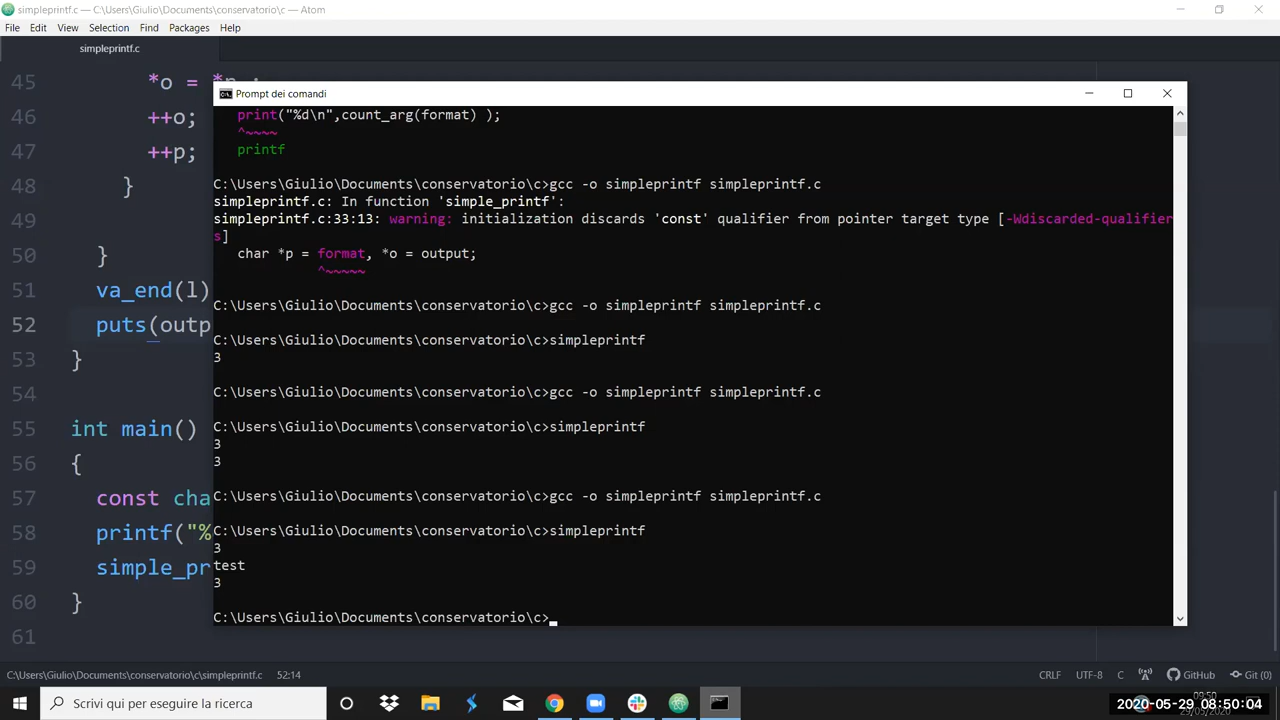 simpleprintf.c — C:\Users\Giulio\Documents\conservatorio\c — Atom
File Edit View Selection Find Packages Help
simpleprintf.c
45 *o = *p ;
46 ++o;
47 ++p;
48 }
49
50 }
51 va_end(l)
52 puts(outp
53 }
54
55 int main()
56 {
57 const cha
58 printf("%
59 simple_pr
60 }
61
Prompt dei comandi
print("%d\n",count_arg(format) );
^~~~~
printf
C:\Users\Giulio\Documents\conservatorio\c>gcc -o simpleprintf simpleprintf.c
simpleprintf.c: In function 'simple_printf':
simpleprintf.c:33:13: warning: initialization discards 'const' qualifier from pointer target type [-Wdiscarded-qualifier
s]
char *p = format, *o = output;
^~~~~~
C:\Users\Giulio\Documents\conservatorio\c>gcc -o simpleprintf simpleprintf.c
C:\Users\Giulio\Documents\conservatorio\c>simpleprintf
3
C:\Users\Giulio\Documents\conservatorio\c>gcc -o simpleprintf simpleprintf.c
C:\Users\Giulio\Documents\conservatorio\c>simpleprintf
3
3
C:\Users\Giulio\Documents\conservatorio\c>gcc -o simpleprintf simpleprintf.c
C:\Users\Giulio\Documents\conservatorio\c>simpleprintf
3
test
3
C:\Users\Giulio\Documents\conservatorio\c>
C:\Users\Giulio\Documents\conservatorio\c\simpleprintf.c 52:14 CRLF UTF-8 C GitHub Git (0)
Scrivi qui per eseguire la ricerca
09:50
2020-05-29 08:50:04